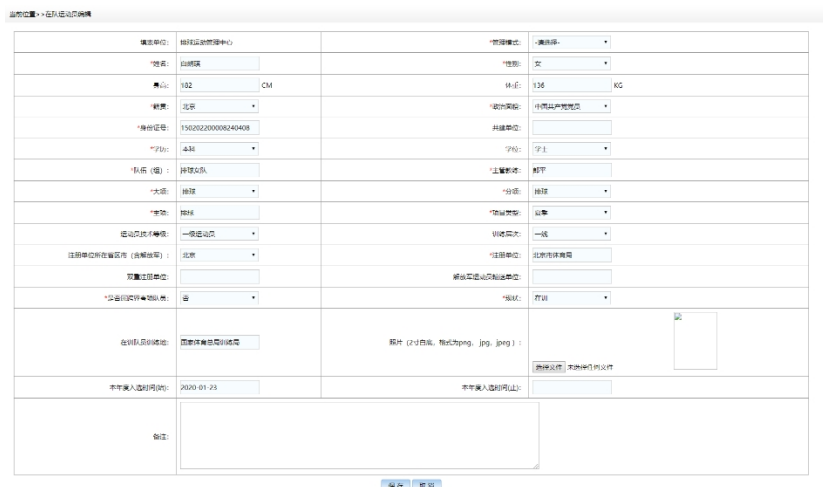 当前位置>>在队运动员编辑
填志单位： 排球运动管理中心 *管理模式： -请选择-
*姓名： *性别： 女
身高： 182 CM 体重： 136 KG
*籍贯： 北京 *政治面貌： 中国共产党党员
*身份证号： 150202200008240408 共建单位：
*学历： 本科 学位： 学士
*队伍（组）： 排球女队 *主管教练： 郎平
*大项： 排球 *分项： 排球
*主项： 排球 *项目类型：
运动员技术等级： 一级运动员 训练层次： 一线
注册单位所在省区市（含解放军）： 北京 *注册单位： 北京市体育局
双重注册单位： 解放军运动员输送单位：
*是否同跨界专项队员： 否 *现状： 在训
在训队员训练地： 国家体育总局训练局 照片（2寸白底，格式为png，jpg，jpeg）：
选择文件 未选择任何文件
本年度入选时间(始)： 2020-01-23 本年度入选时间(止)：
备注：
保存 取消